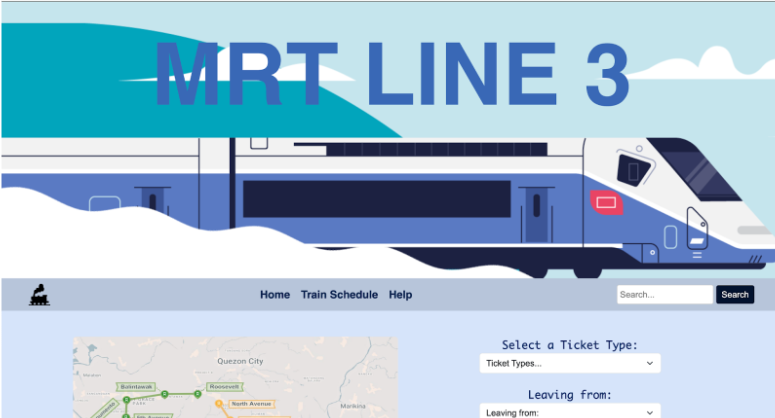 MRT LINE 3
Home Train Schedule Help
Search... Search
Select a Ticket Type:
Ticket Types...
Leaving from:
Leaving from:
Quezon City
Balintawak
Roosevelt
North Avenue
Marikina